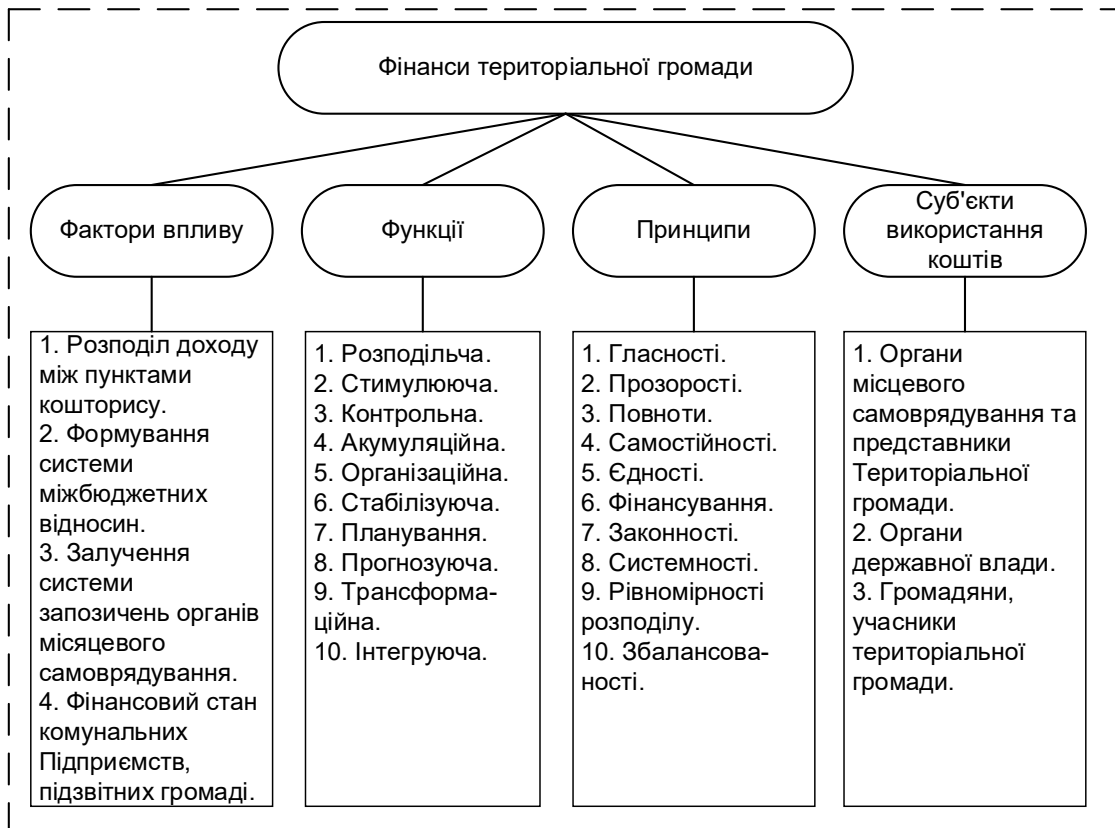 Фінанси територіальної громади
Фактори впливу
Функції
Принципи
Суб'єкти
використання
коштів
1. Розподіл доходу
між пунктами
кошторису.
2. Формування
системи
міжбюджетних
відносин.
3. Залучення
системи
запозичень органів
місяцевого
самоврядування.
4. Фінансовий стан
комунальних
Підприємств,
підзвітних громаді.
1. Розподільча.
2. Стимулююча.
3. Контрольна.
4. Акумуляційна.
5. Організаційна.
6. Стабілізуюча.
7. Планування.
8. Прогнозуюча.
9. Трансформа-
ційна.
10. Інтегруюча.
1. Гласності.
2. Прозорості.
3. Повноти.
4. Самостійності.
5. Єдності.
6. Фінансування.
7. Законності.
8. Системності.
9. Рівномірності
розподілу.
10. Збалансова-
ності.
1. Органи
місцевого
самоврядування та
представники
Територіальної
громади.
2. Органи
державної влади.
3. Громадяни,
учасники
територіальної
громади.